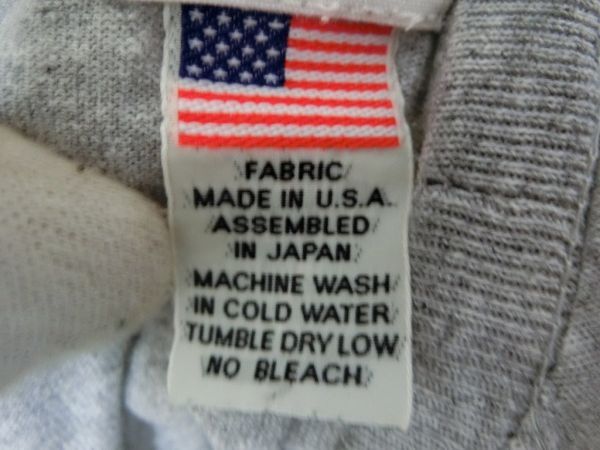 FABRIC
MADE IN U.S.A.
ASSEMBLED
IN JAPAN
MACHINE WASH
IN COLD WATER
TUMBLE DRY LOW
NO BLEACH